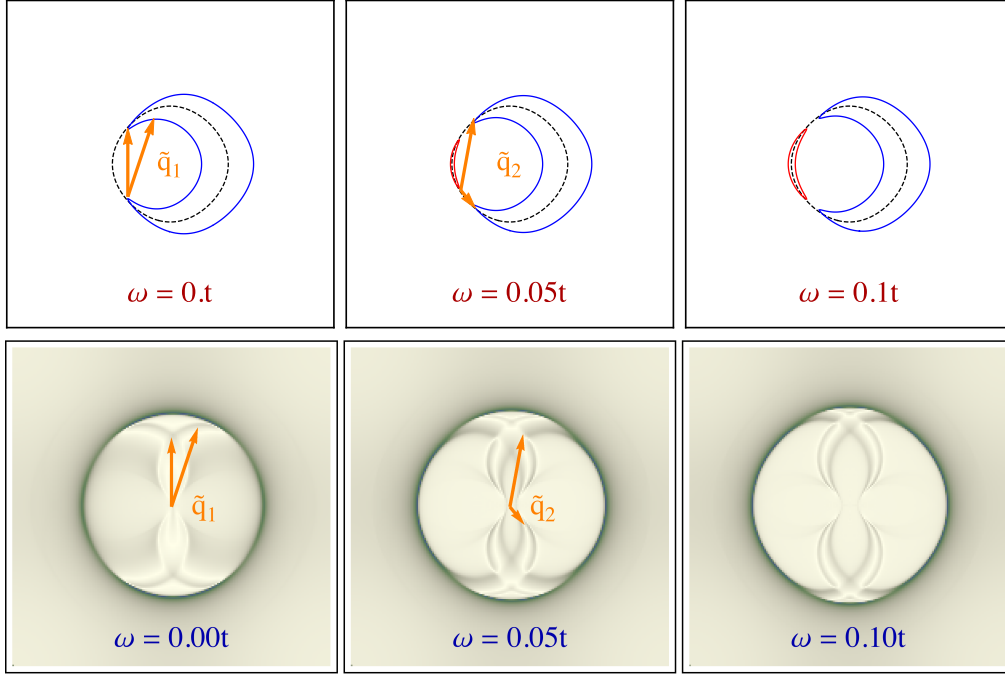 q̃₁
q̃₂
ω = 0.t
ω = 0.05t
ω = 0.1t
q̃₁
q̃₂
ω = 0.00t
ω = 0.05t
ω = 0.10t